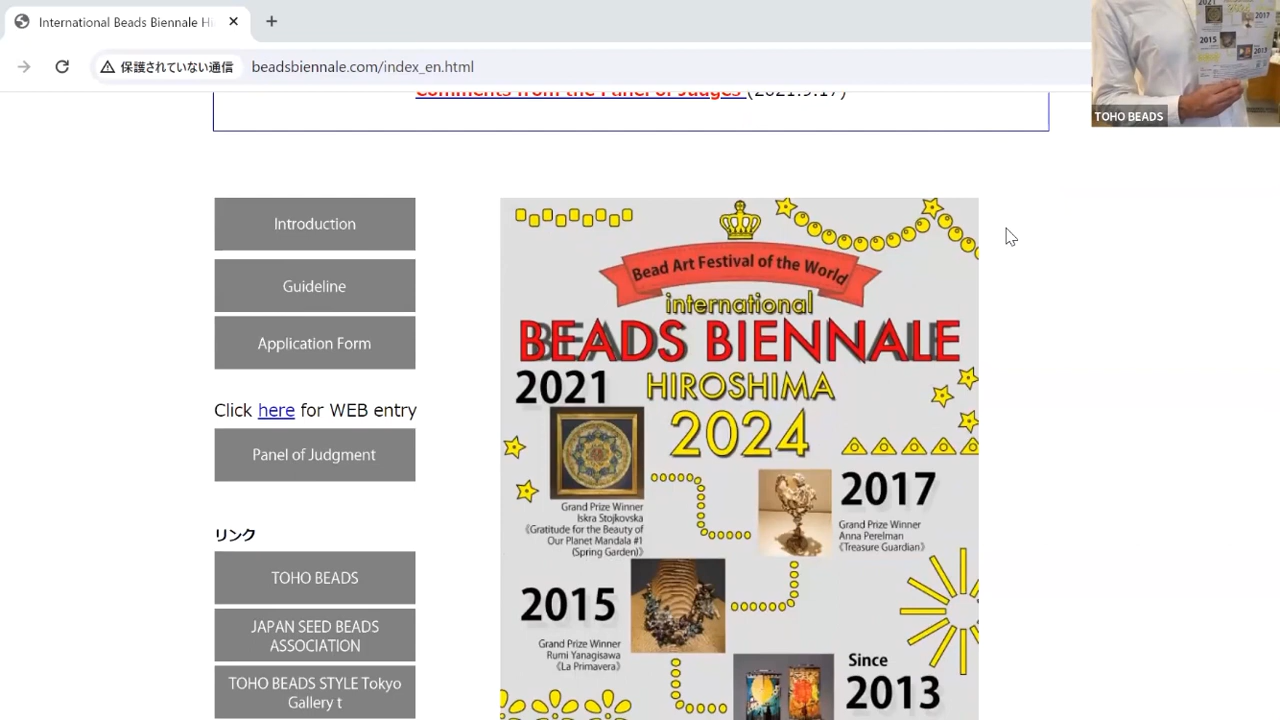 International Beads Biennale Hi
保護されていない通信
beadsbiennale.com/index_en.html
2021
2017
2015
2013
TOHO BEADS
Comments from the Panel of Judges (2021.9.17)
Introduction
Guideline
Application Form
Click here for WEB entry
Panel of Judgment
リンク
TOHO BEADS
JAPAN SEED BEADS
ASSOCIATION
TOHO BEADS STYLE Tokyo
Gallery t
Bead Art Festival of the World
international
BEADS BIENNALE
2021
HIROSHIMA
2024
Grand Prize Winner
Iskra Stojkovska
《Gratitude for the Beauty of
Our Planet Mandala #1
(Spring Garden)》
2017
Grand Prize Winner
Anna Perelman
《Treasure Guardian》
2015
Grand Prize Winner
Rumi Yanagisawa
《La Primavera》
Since
2013